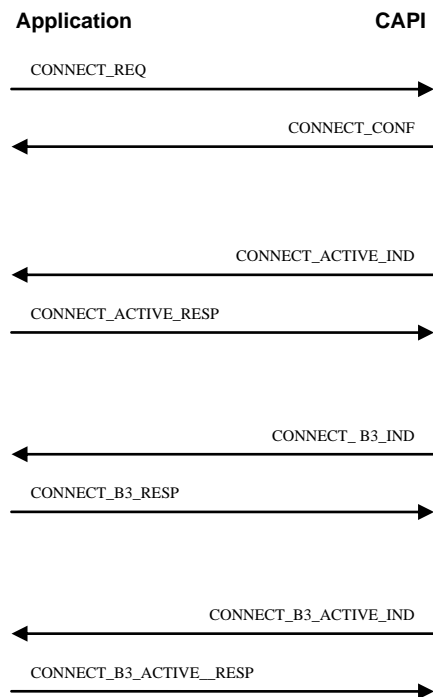 Application CAPI
CONNECT_REQ
CONNECT_CONF
CONNECT_ACTIVE_IND
CONNECT_ACTIVE_RESP
CONNECT_ B3_IND
CONNECT_B3_RESP
CONNECT_B3_ACTIVE_IND
CONNECT_B3_ACTIVE__RESP